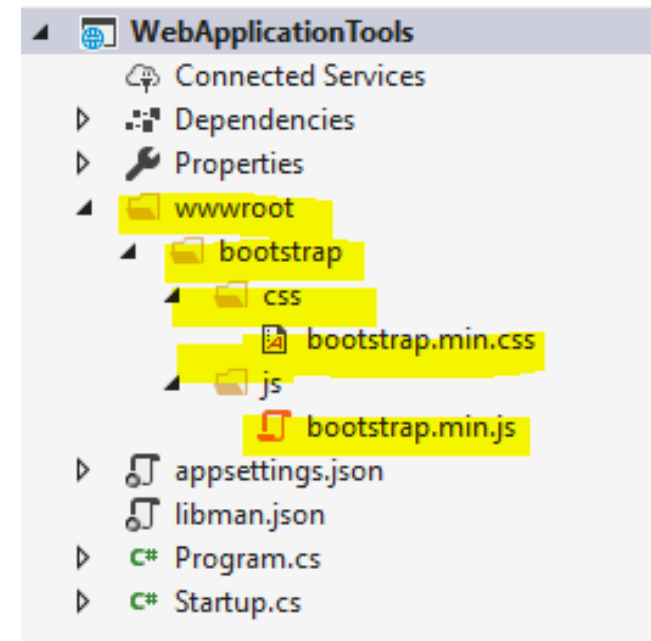 WebApplicationTools
Connected Services
Dependencies
Properties
wwwroot
bootstrap
css
bootstrap.min.css
js
bootstrap.min.js
appsettings.json
libman.json
C# Program.cs
C# Startup.cs